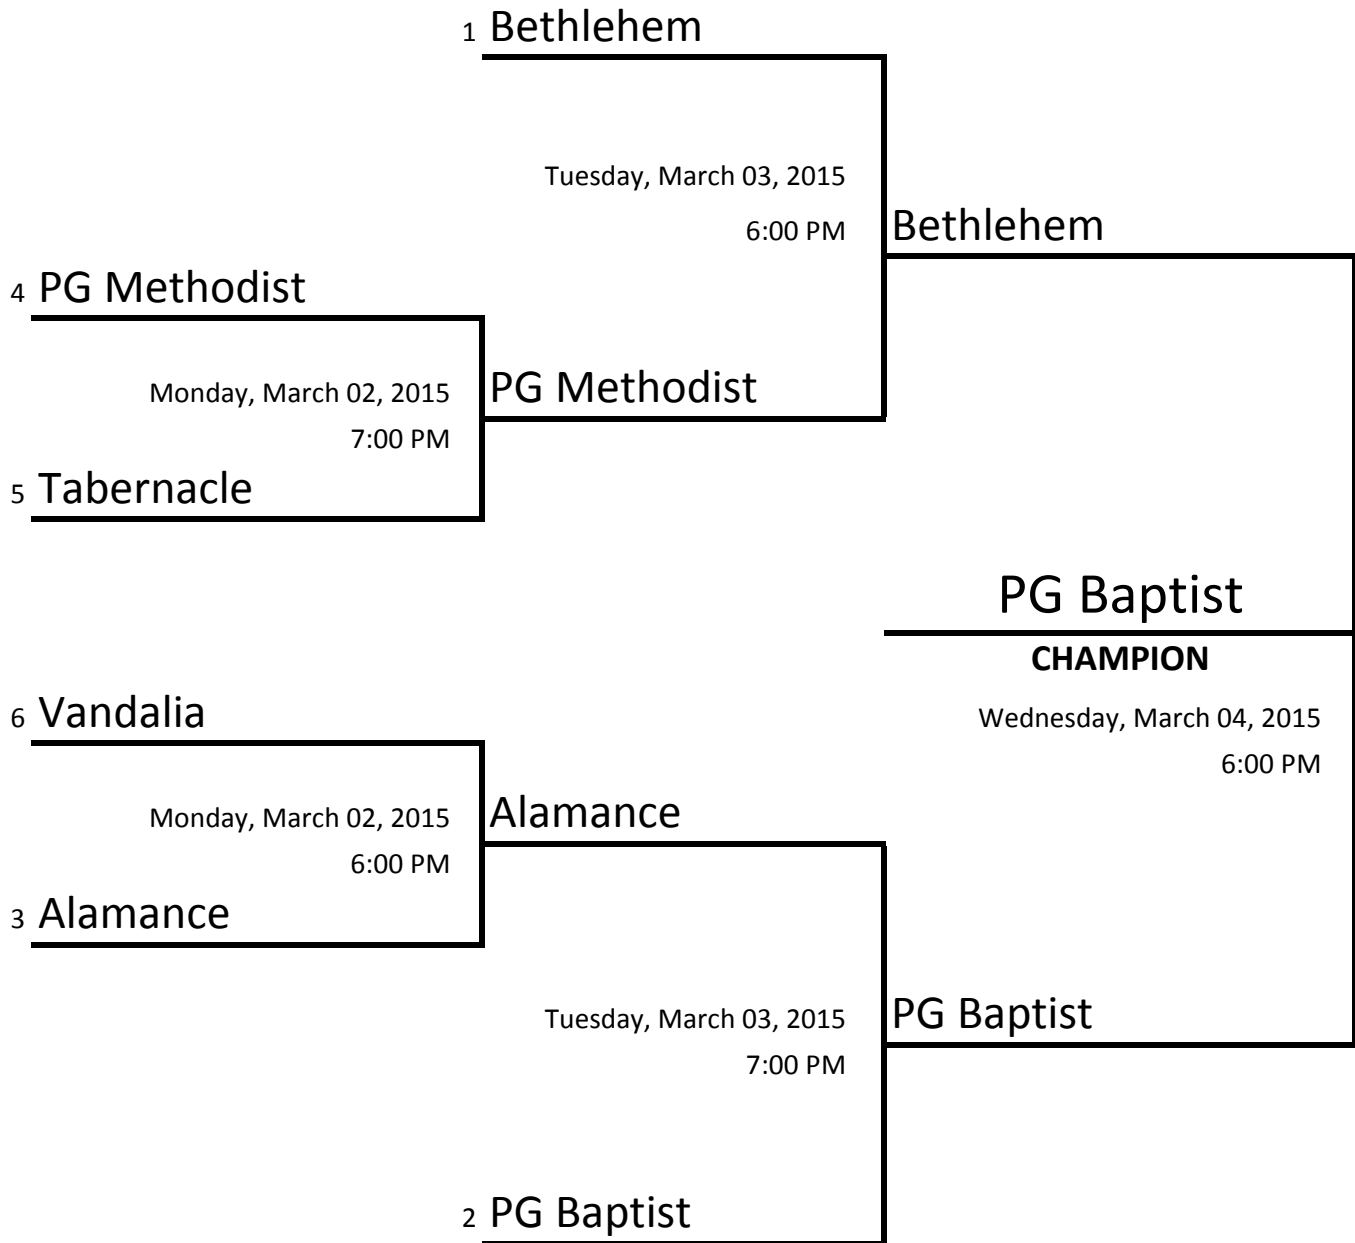 1 Bethlehem
Tuesday, March 03, 2015
6:00 PM
Bethlehem
4 PG Methodist
Monday, March 02, 2015
7:00 PM
PG Methodist
5 Tabernacle
PG Baptist
CHAMPION
Wednesday, March 04, 2015
6:00 PM
6 Vandalia
Monday, March 02, 2015
6:00 PM
Alamance
3 Alamance
Tuesday, March 03, 2015
7:00 PM
PG Baptist
2 PG Baptist